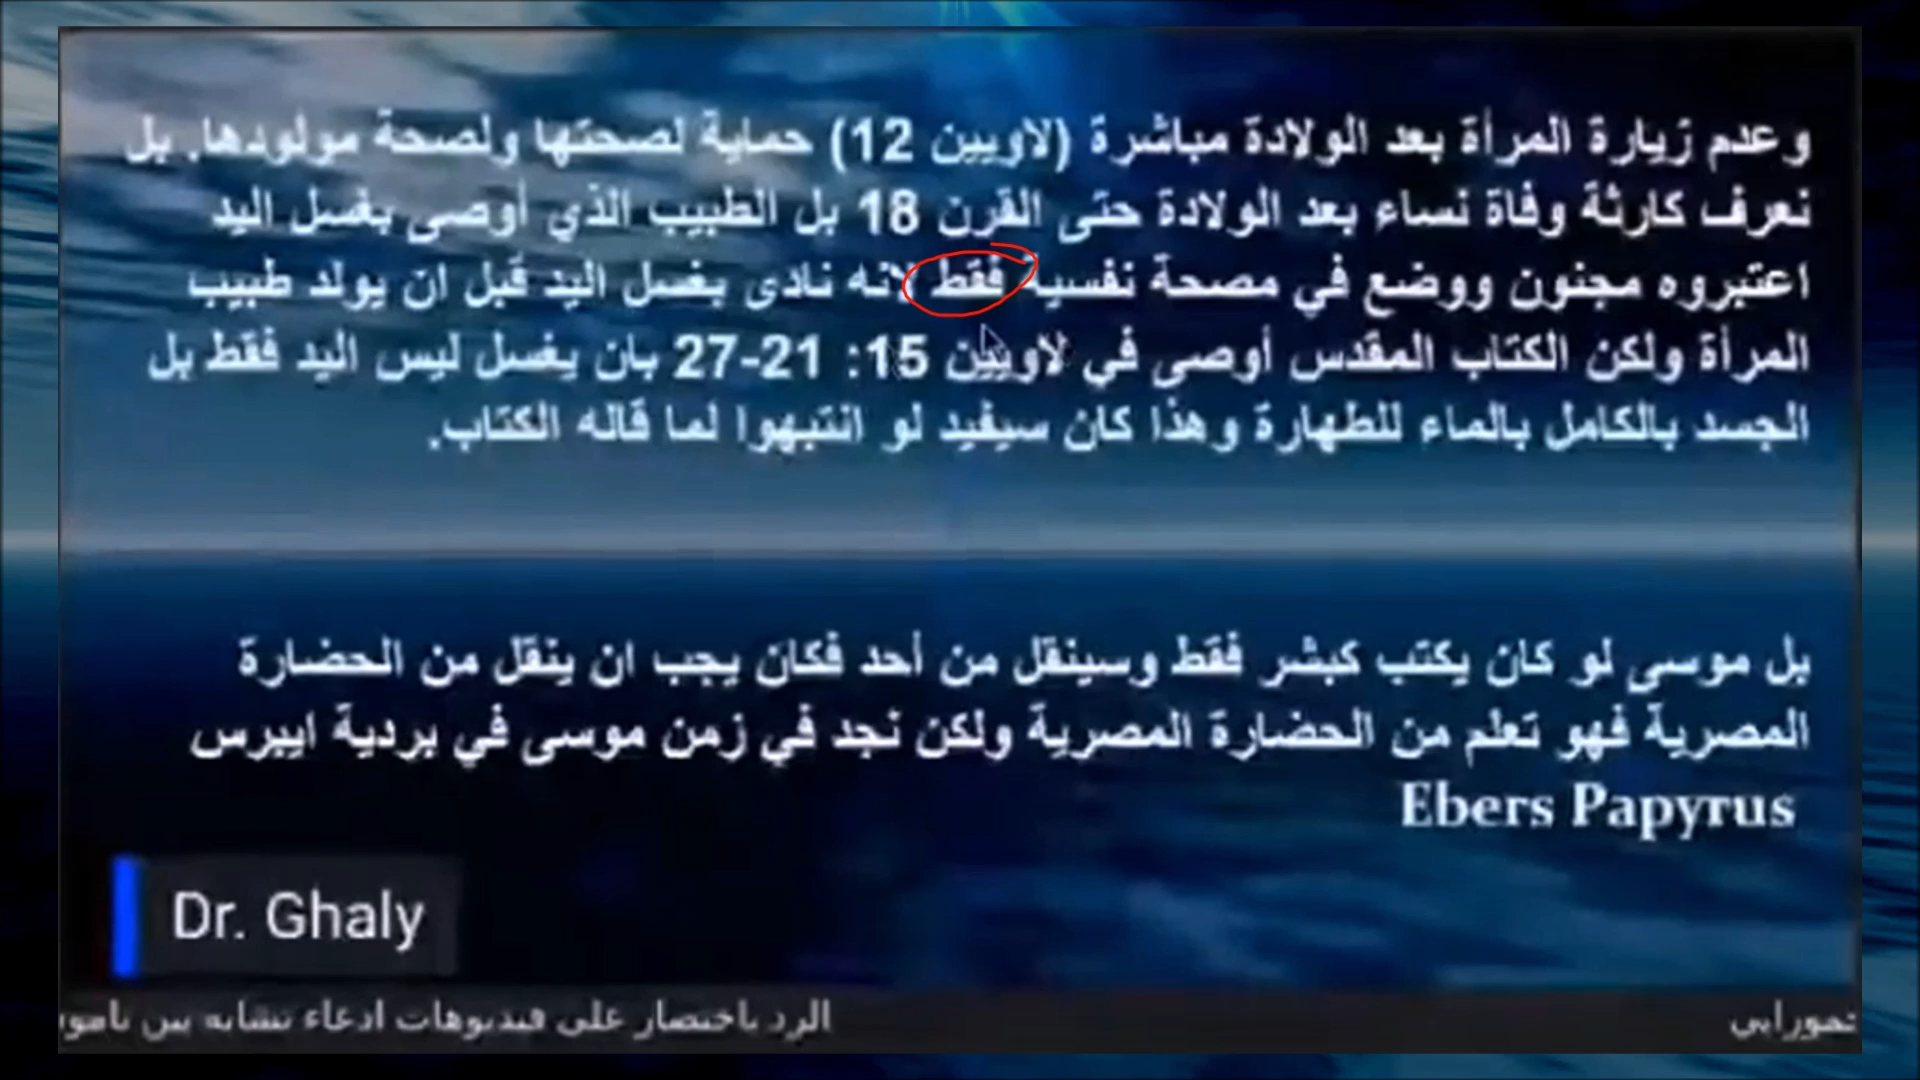 وعدم زيارة المرأة بعد الولادة مباشرة (لاويين 12) حماية لصحتها ولصحة مولودها. بل
نعرف كارثة وفاة نساء بعد الولادة حتى القرن 18 بل الطبيب الذي أوصى بغسل اليد
اعتبروه مجنون ووضع في مصحة نفسية فقط لانه نادى بغسل اليد قبل ان يولد طبيب
المرأة ولكن الكتاب المقدس أوصى في لاويين 15: 21-27 بان يغسل ليس اليد فقط بل
الجسد بالكامل بالماء للطهارة وهذا كان سيفيد لو انتبهوا لما قاله الكتاب.
بل موسى لو كان يكتب كبشر فقط وسينقل من أحد فكان يجب ان ينقل من الحضارة
المصرية فهو تعلم من الحضارة المصرية ولكن نجد في زمن موسى في بردية ايبرس
Ebers Papyrus
Dr. Ghaly
حمورابي الرد باختصار على فيديوهات ادعاء تشابه بين نامو